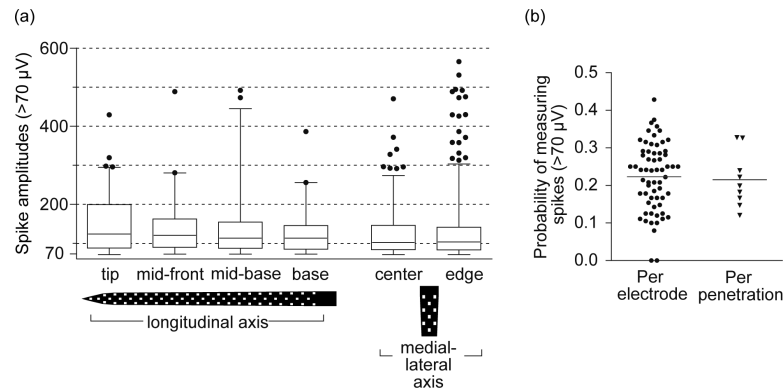 (a)
Spike amplitudes (>70 µV)
600
400
200
70
tip mid-front mid-base base center edge
longitudinal axis
medial-
lateral
axis
(b)
Probability of measuring
spikes (>70 µV)
0.5
0.4
0.3
0.2
0.1
0.0
Per
electrode
Per
penetration